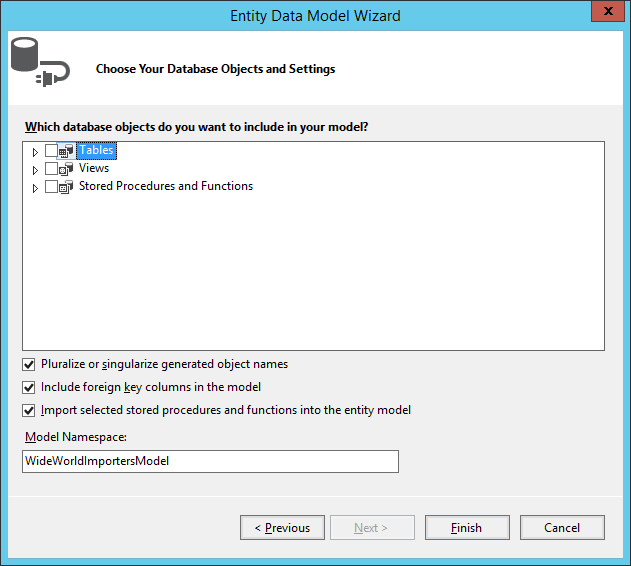 Entity Data Model Wizard
x
Choose Your Database Objects and Settings
Which database objects do you want to include in your model?
Tables
Views
Stored Procedures and Functions
Pluralize or singularize generated object names
Include foreign key columns in the model
Import selected stored procedures and functions into the entity model
Model Namespace:
WideWorldImportersModel
< Previous
Next >
Finish
Cancel